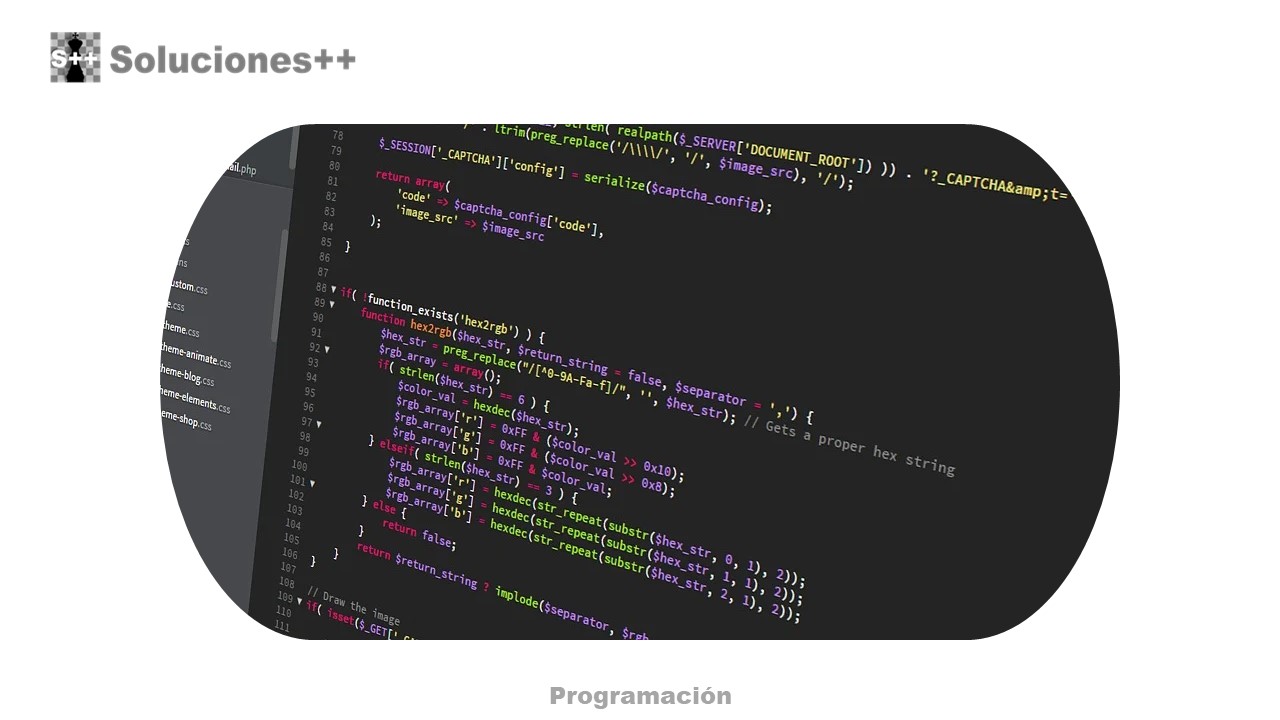 S++ Soluciones++
strlen( realpath($_SERVER['DOCUMENT_ROOT']) )) . '?_CAPTCHA&amp;t=
78 . ltrim(preg_replace('/\\\\/', '/', $image_src), '/');
79 $_SESSION['_CAPTCHA']['config'] = serialize($captcha_config);
80
81 return array(
82 'code' => $captcha_config['code'],
83 'image_src' => $image_src
84 );
85 }
86
87
88 if( !function_exists('hex2rgb') ) {
89 function hex2rgb($hex_str, $return_string = false, $separator = ',') {
90 $hex_str = preg_replace("/[^0-9A-Fa-f]/", '', $hex_str); // Gets a proper hex string
91 $rgb_array = array();
92 if( strlen($hex_str) == 6 ) {
93 $color_val = hexdec($hex_str);
94 $rgb_array['r'] = 0xFF & ($color_val >> 0x10);
95 $rgb_array['g'] = 0xFF & ($color_val >> 0x8);
96 $rgb_array['b'] = 0xFF & $color_val;
97 } elseif( strlen($hex_str) == 3 ) {
98 $rgb_array['r'] = hexdec(str_repeat(substr($hex_str, 0, 1), 2));
99 $rgb_array['g'] = hexdec(str_repeat(substr($hex_str, 1, 1), 2));
100 $rgb_array['b'] = hexdec(str_repeat(substr($hex_str, 2, 1), 2));
101 } else {
102 return false;
103 }
104 return $return_string ? implode($separator, $rgb
105 }
106 }
107
108 // Draw the image
109 if( isset($_GET['
110
111
ail.php
ustom.css
e.css
heme.css
heme-animate.css
heme-blog.css
heme-elements.css
eme-shop.css
Programación